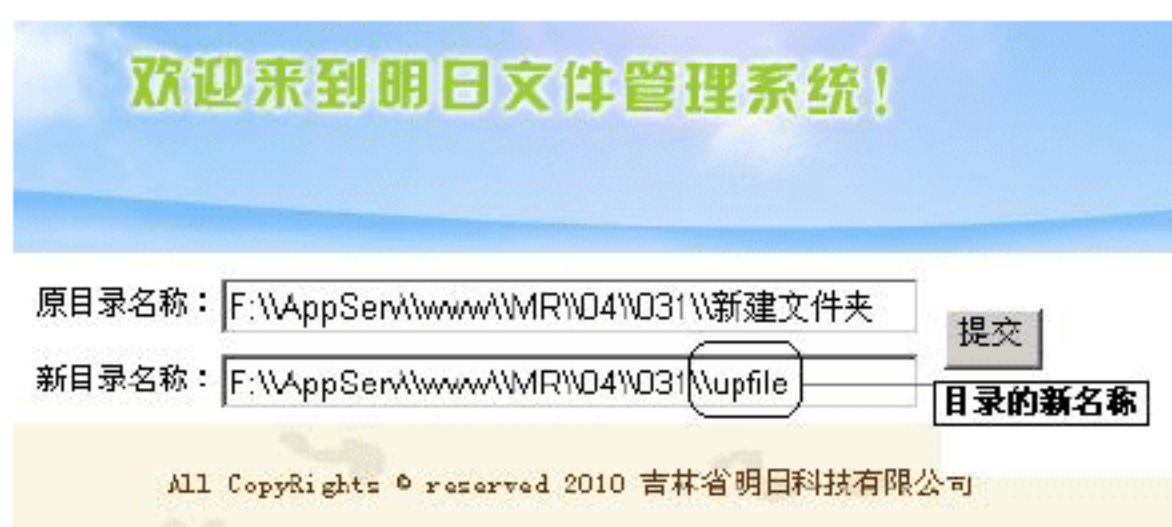 欢迎来到明日文件管理系统!
原目录名称：F:\\AppServ\\www\\MR\\04\\031\\新建文件夹
提交
新目录名称：F:\\AppServ\\www\\MR\\04\\031\\upfile
目录的新名称
All CopyRights © reserved 2010 吉林省明日科技有限公司